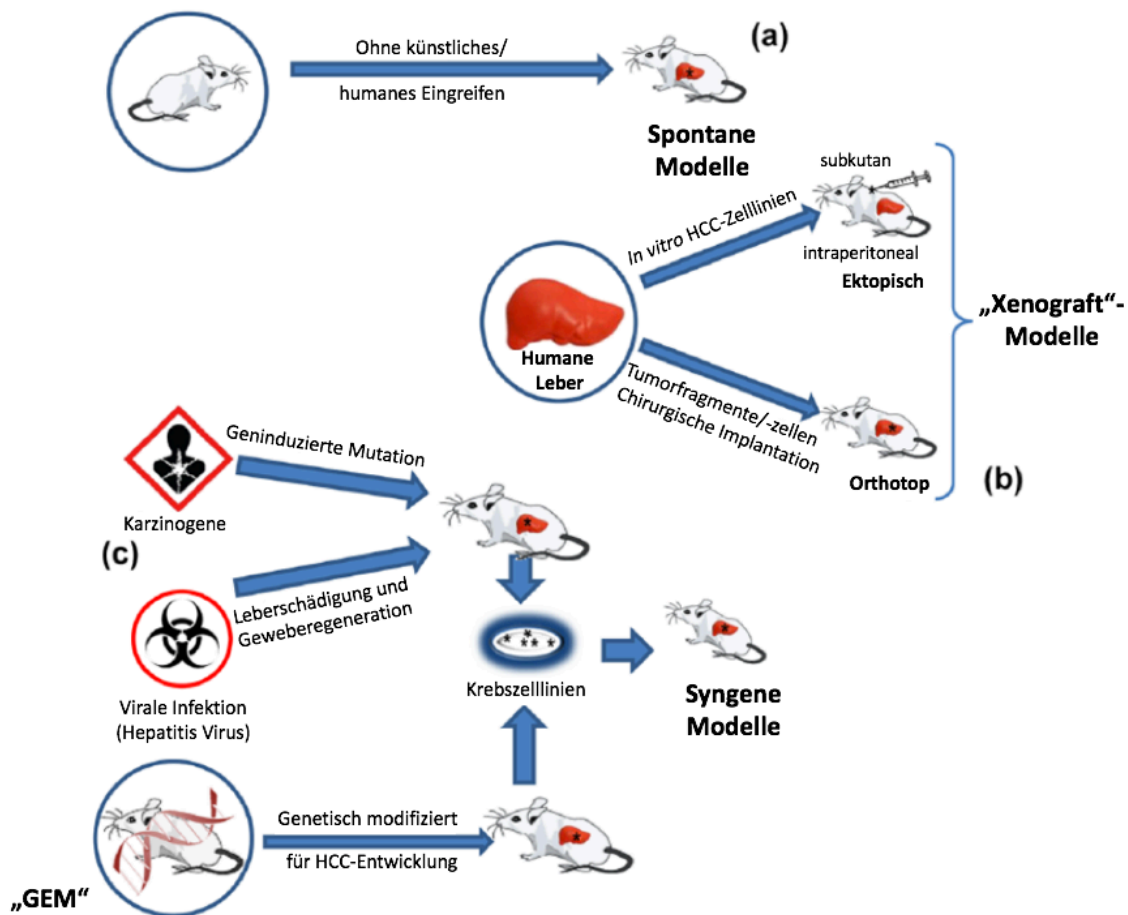 (a)
Ohne künstliches/
humanes Eingreifen
Spontane
Modelle
subkutan
In vitro HCC-Zelllinien
intraperitoneal
Ektopisch
„Xenograft“-
Modelle
Humane
Leber
Tumorfragmente/-zellen
Chirurgische Implantation
Orthotop
(b)
Geninduzierte Mutation
Karzinogene
(c)
Leberschädigung und
Geweberegeneration
Virale Infektion
(Hepatitis Virus)
Krebszelllinien
Syngene
Modelle
Genetisch modifiziert
für HCC-Entwicklung
„GEM“